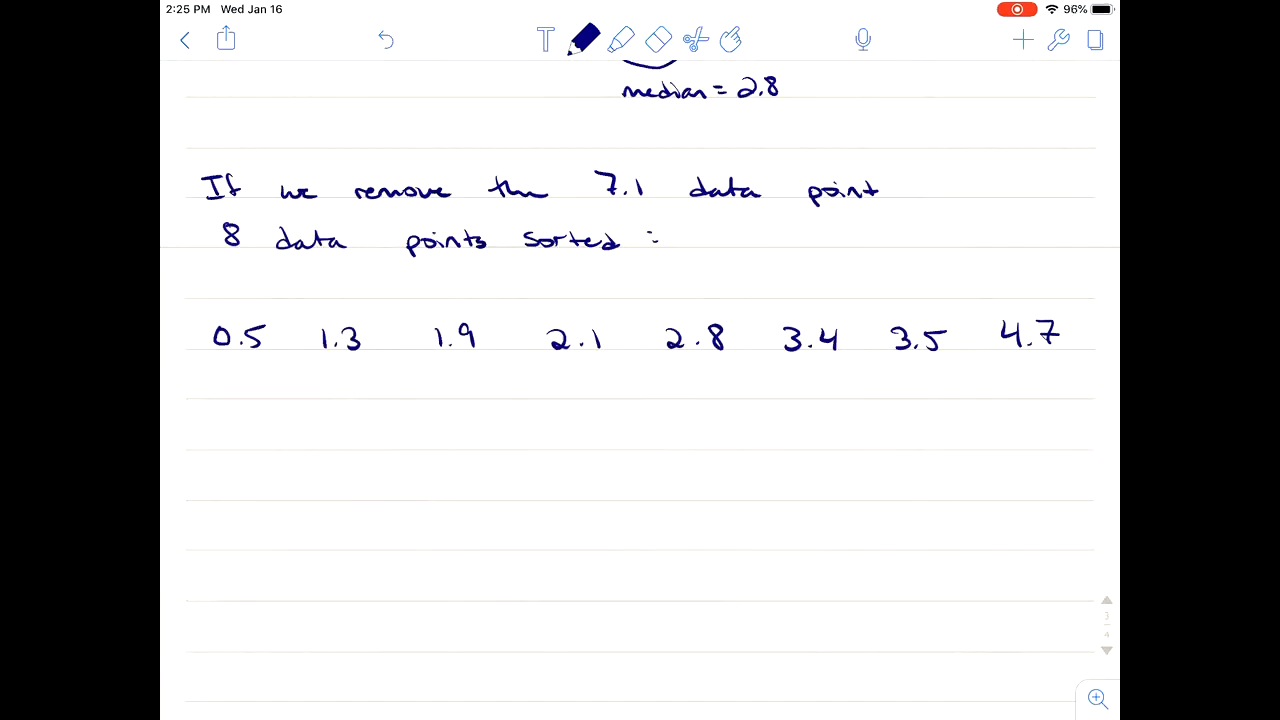 2:25 PM Wed Jan 16 96%
T
median = 2.8
If we remove the 7.1 data point
8 data points sorted :
0.5 1.3 1.9 2.1 2.8 3.4 3.5 4.7
3
4